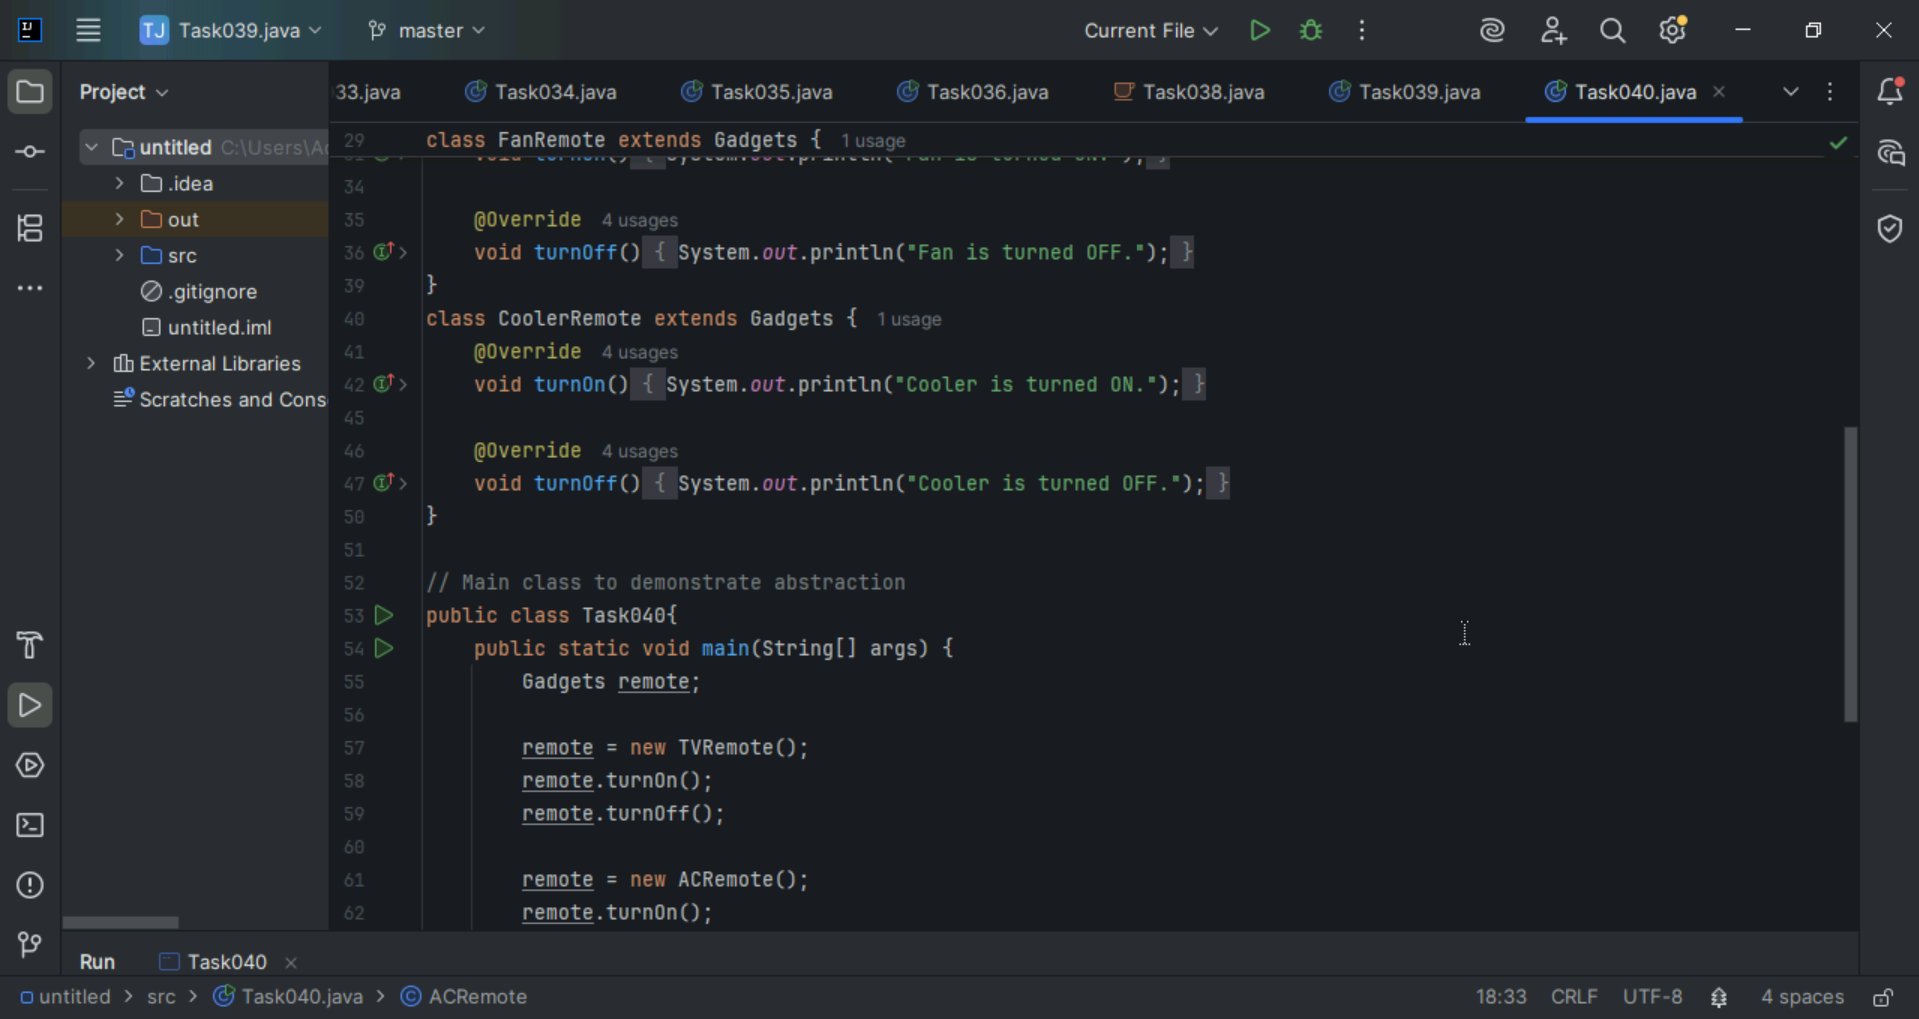 TJ Task039.java master Current File
Project
33.java Task034.java Task035.java Task036.java Task038.java Task039.java Task040.java
untitled C:\Users\A
.idea
out
src
.gitignore
untitled.iml
External Libraries
Scratches and Cons
29 class FanRemote extends Gadgets { 1 usage
34
35 @Override 4 usages
36 void turnOff() { System.out.println("Fan is turned OFF."); }
39 }
40 class CoolerRemote extends Gadgets { 1 usage
41 @Override 4 usages
42 void turnOn() { System.out.println("Cooler is turned ON."); }
45
46 @Override 4 usages
47 void turnOff() { System.out.println("Cooler is turned OFF."); }
50 }
51
52 // Main class to demonstrate abstraction
53 public class Task040{
54 public static void main(String[] args) {
55 Gadgets remote;
56
57 remote = new TVRemote();
58 remote.turnOn();
59 remote.turnOff();
60
61 remote = new ACRemote();
62 remote.turnOn();
Run Task040
untitled > src > Task040.java > ACRemote 18:33 CRLF UTF-8 4 spaces